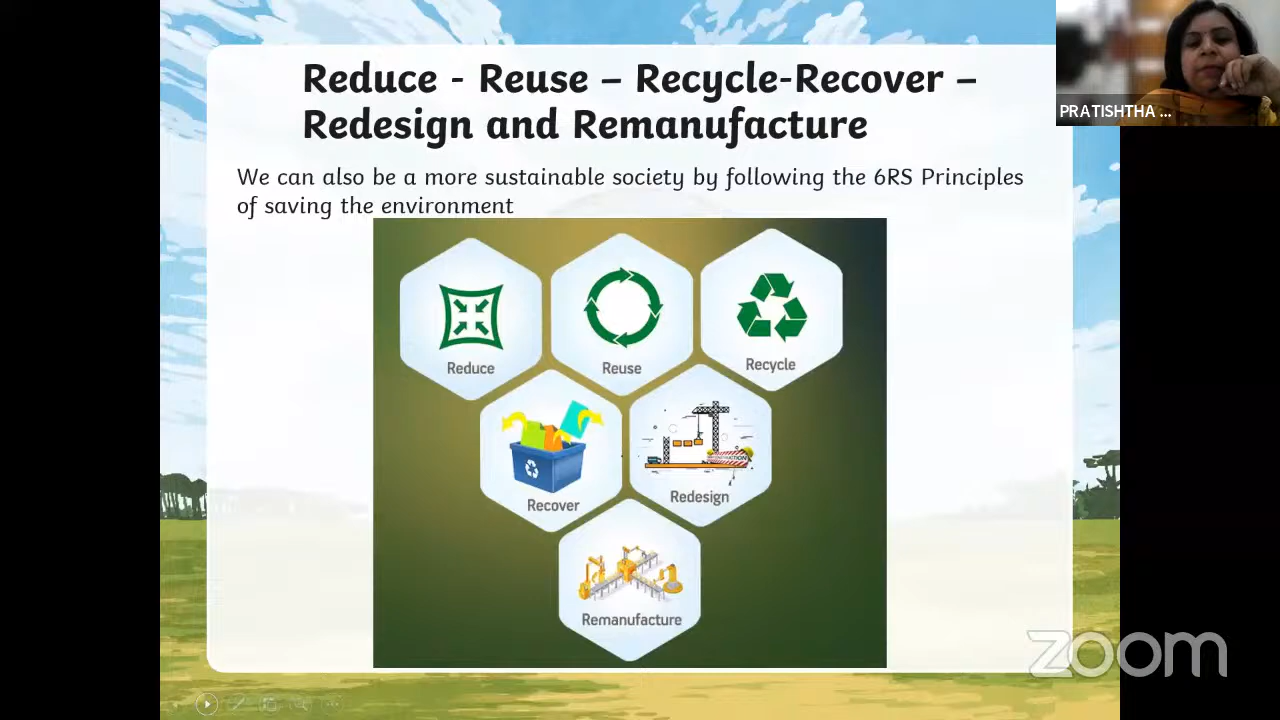 Reduce - Reuse – Recycle-Recover –
Redesign and Remanufacture
PRATISHTHA ...
We can also be a more sustainable society by following the 6RS Principles
of saving the environment
Reduce
Reuse
Recycle
Recover
Redesign
Remanufacture
zoom